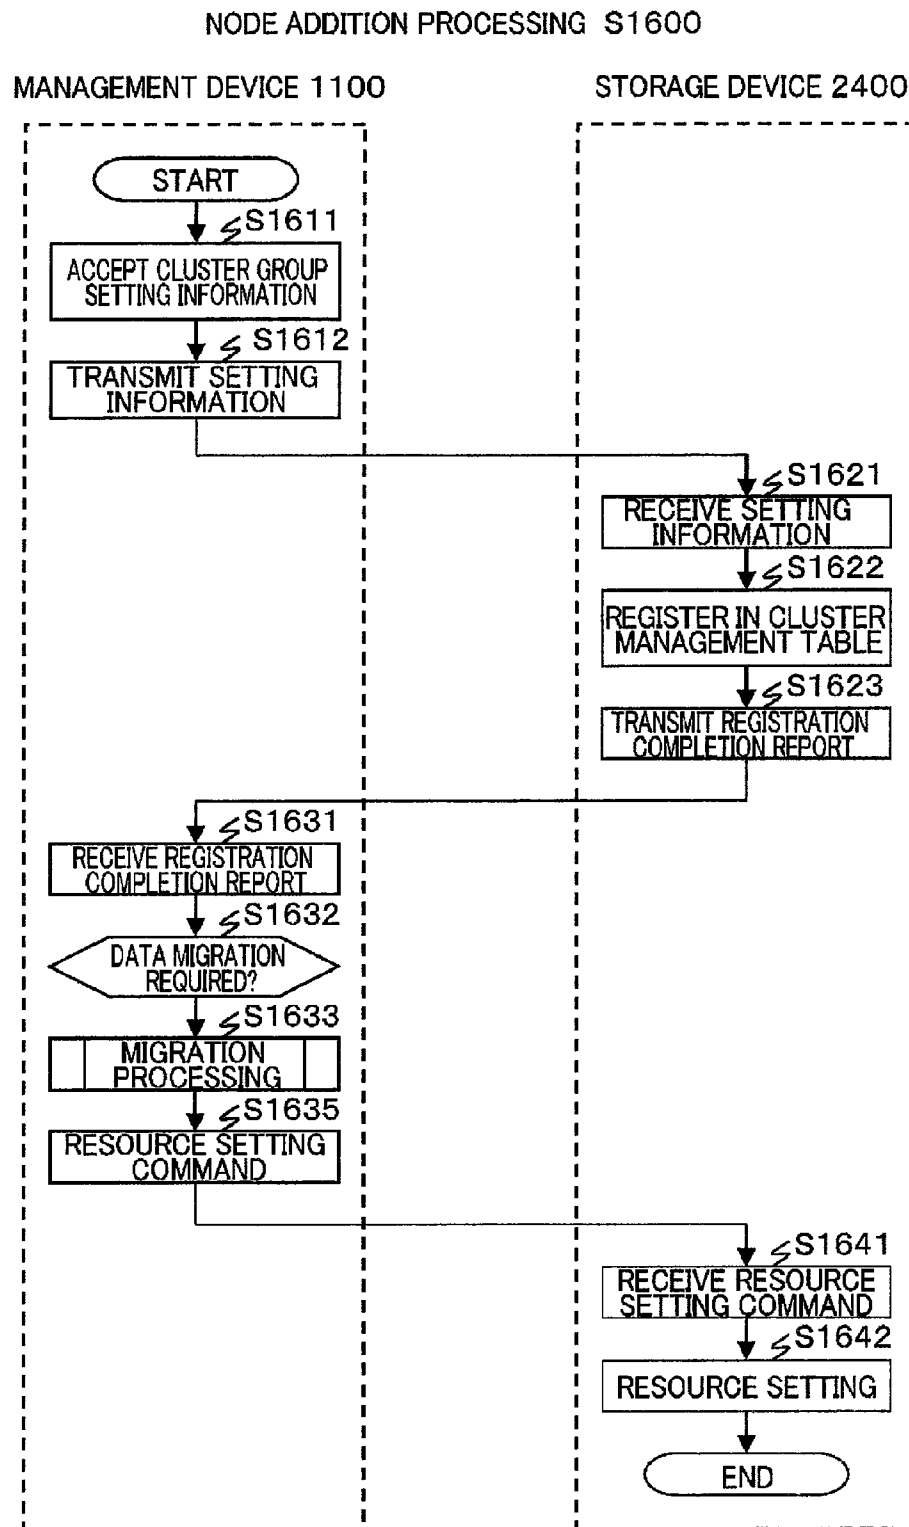 NODE ADDITION PROCESSING S1600
MANAGEMENT DEVICE 1100
STORAGE DEVICE 2400
START
S1611
ACCEPT CLUSTER GROUP
SETTING INFORMATION
S1612
TRANSMIT SETTING
INFORMATION
S1621
RECEIVE SETTING
INFORMATION
S1622
REGISTER IN CLUSTER
MANAGEMENT TABLE
S1623
TRANSMIT REGISTRATION
COMPLETION REPORT
S1631
RECEIVE REGISTRATION
COMPLETION REPORT
S1632
DATA MIGRATION
REQUIRED?
S1633
MIGRATION
PROCESSING
S1635
RESOURCE SETTING
COMMAND
S1641
RECEIVE RESOURCE
SETTING COMMAND
S1642
RESOURCE SETTING
END